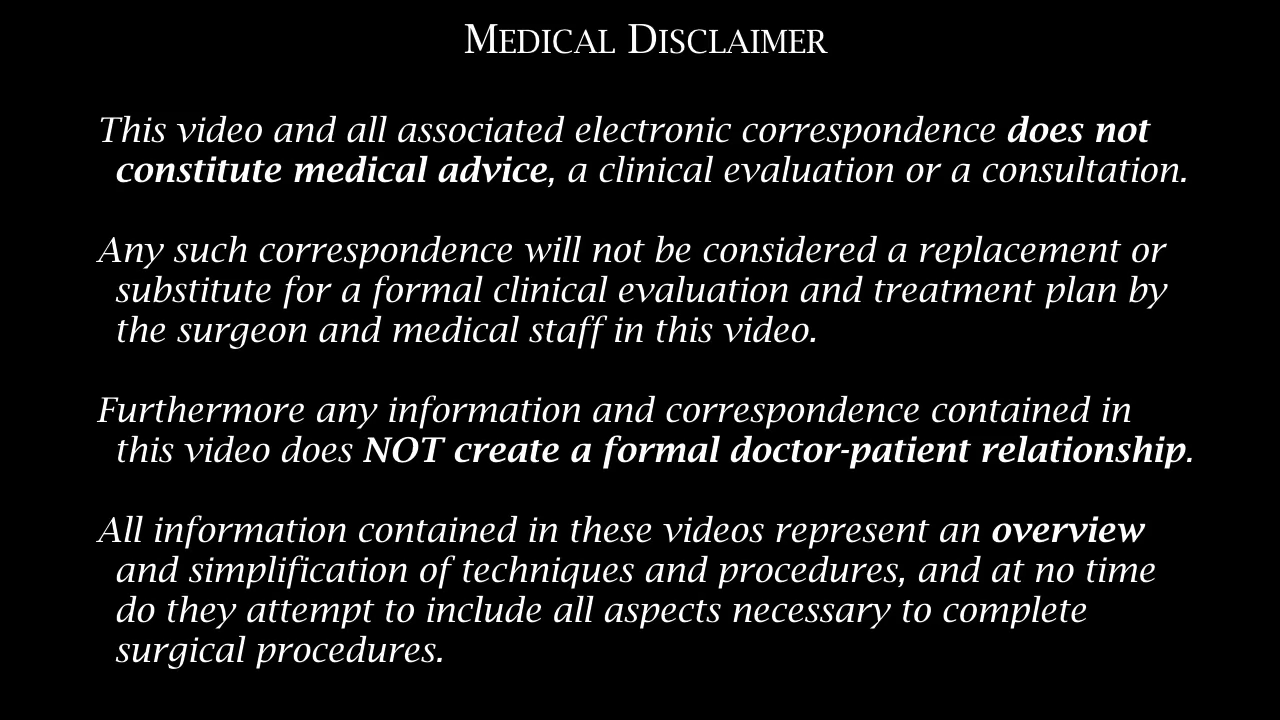 MEDICAL DISCLAIMER
This video and all associated electronic correspondence does not
constitute medical advice, a clinical evaluation or a consultation.
Any such correspondence will not be considered a replacement or
substitute for a formal clinical evaluation and treatment plan by
the surgeon and medical staff in this video.
Furthermore any information and correspondence contained in
this video does NOT create a formal doctor-patient relationship.
All information contained in these videos represent an overview
and simplification of techniques and procedures, and at no time
do they attempt to include all aspects necessary to complete
surgical procedures.